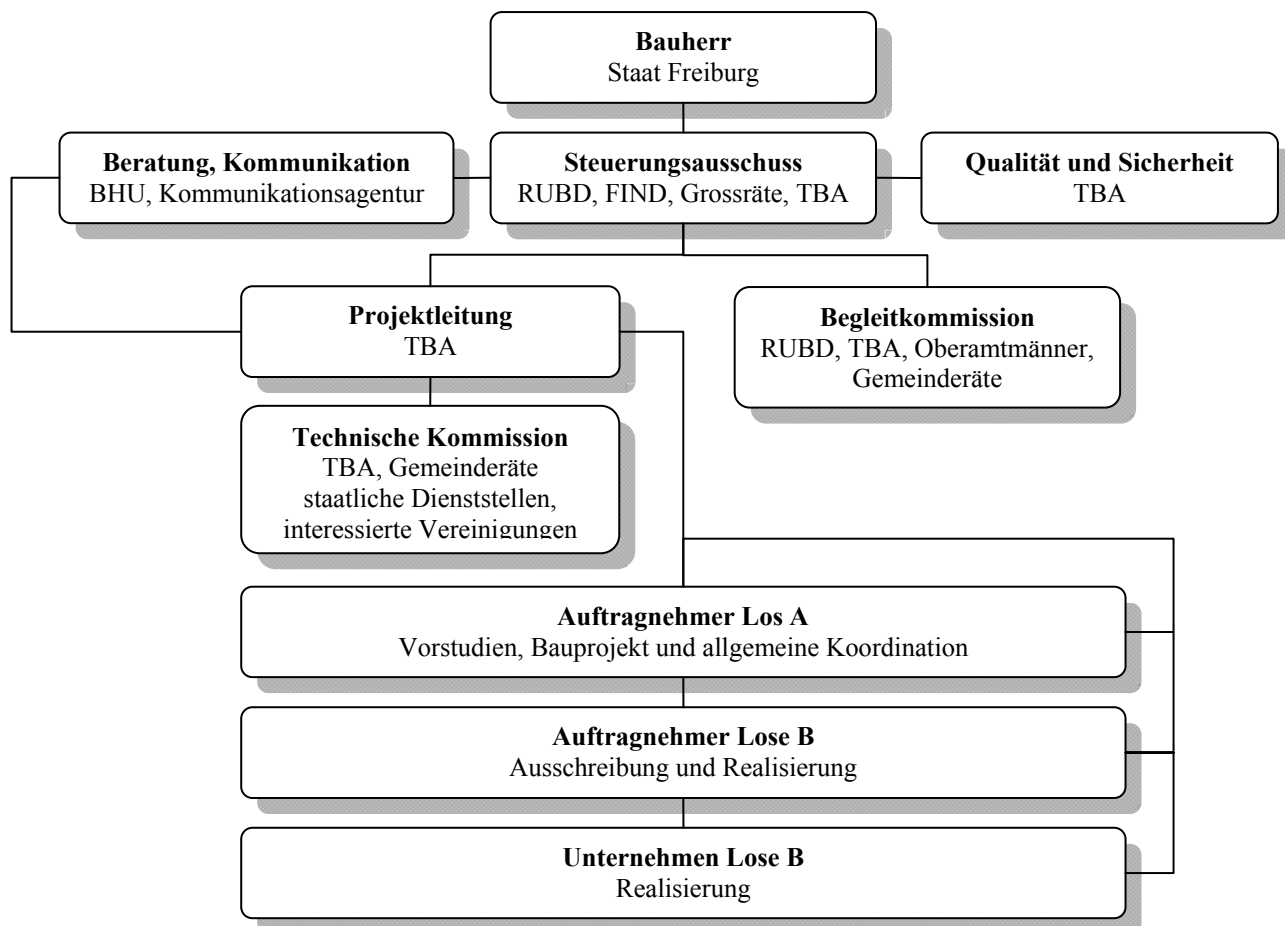 Bauherr
Staat Freiburg
Beratung, Kommunikation
BHU, Kommunikationsagentur
Steuerungsausschuss
RUBD, FIND, Grossräte, TBA
Qualität und Sicherheit
TBA
Projektleitung
TBA
Begleitkommission
RUBD, TBA, Oberamtmänner,
Gemeinderäte
Technische Kommission
TBA, Gemeinderäte
staatliche Dienststellen,
interessierte Vereinigungen
Auftragnehmer Los A
Vorstudien, Bauprojekt und allgemeine Koordination
Auftragnehmer Lose B
Ausschreibung und Realisierung
Unternehmen Lose B
Realisierung